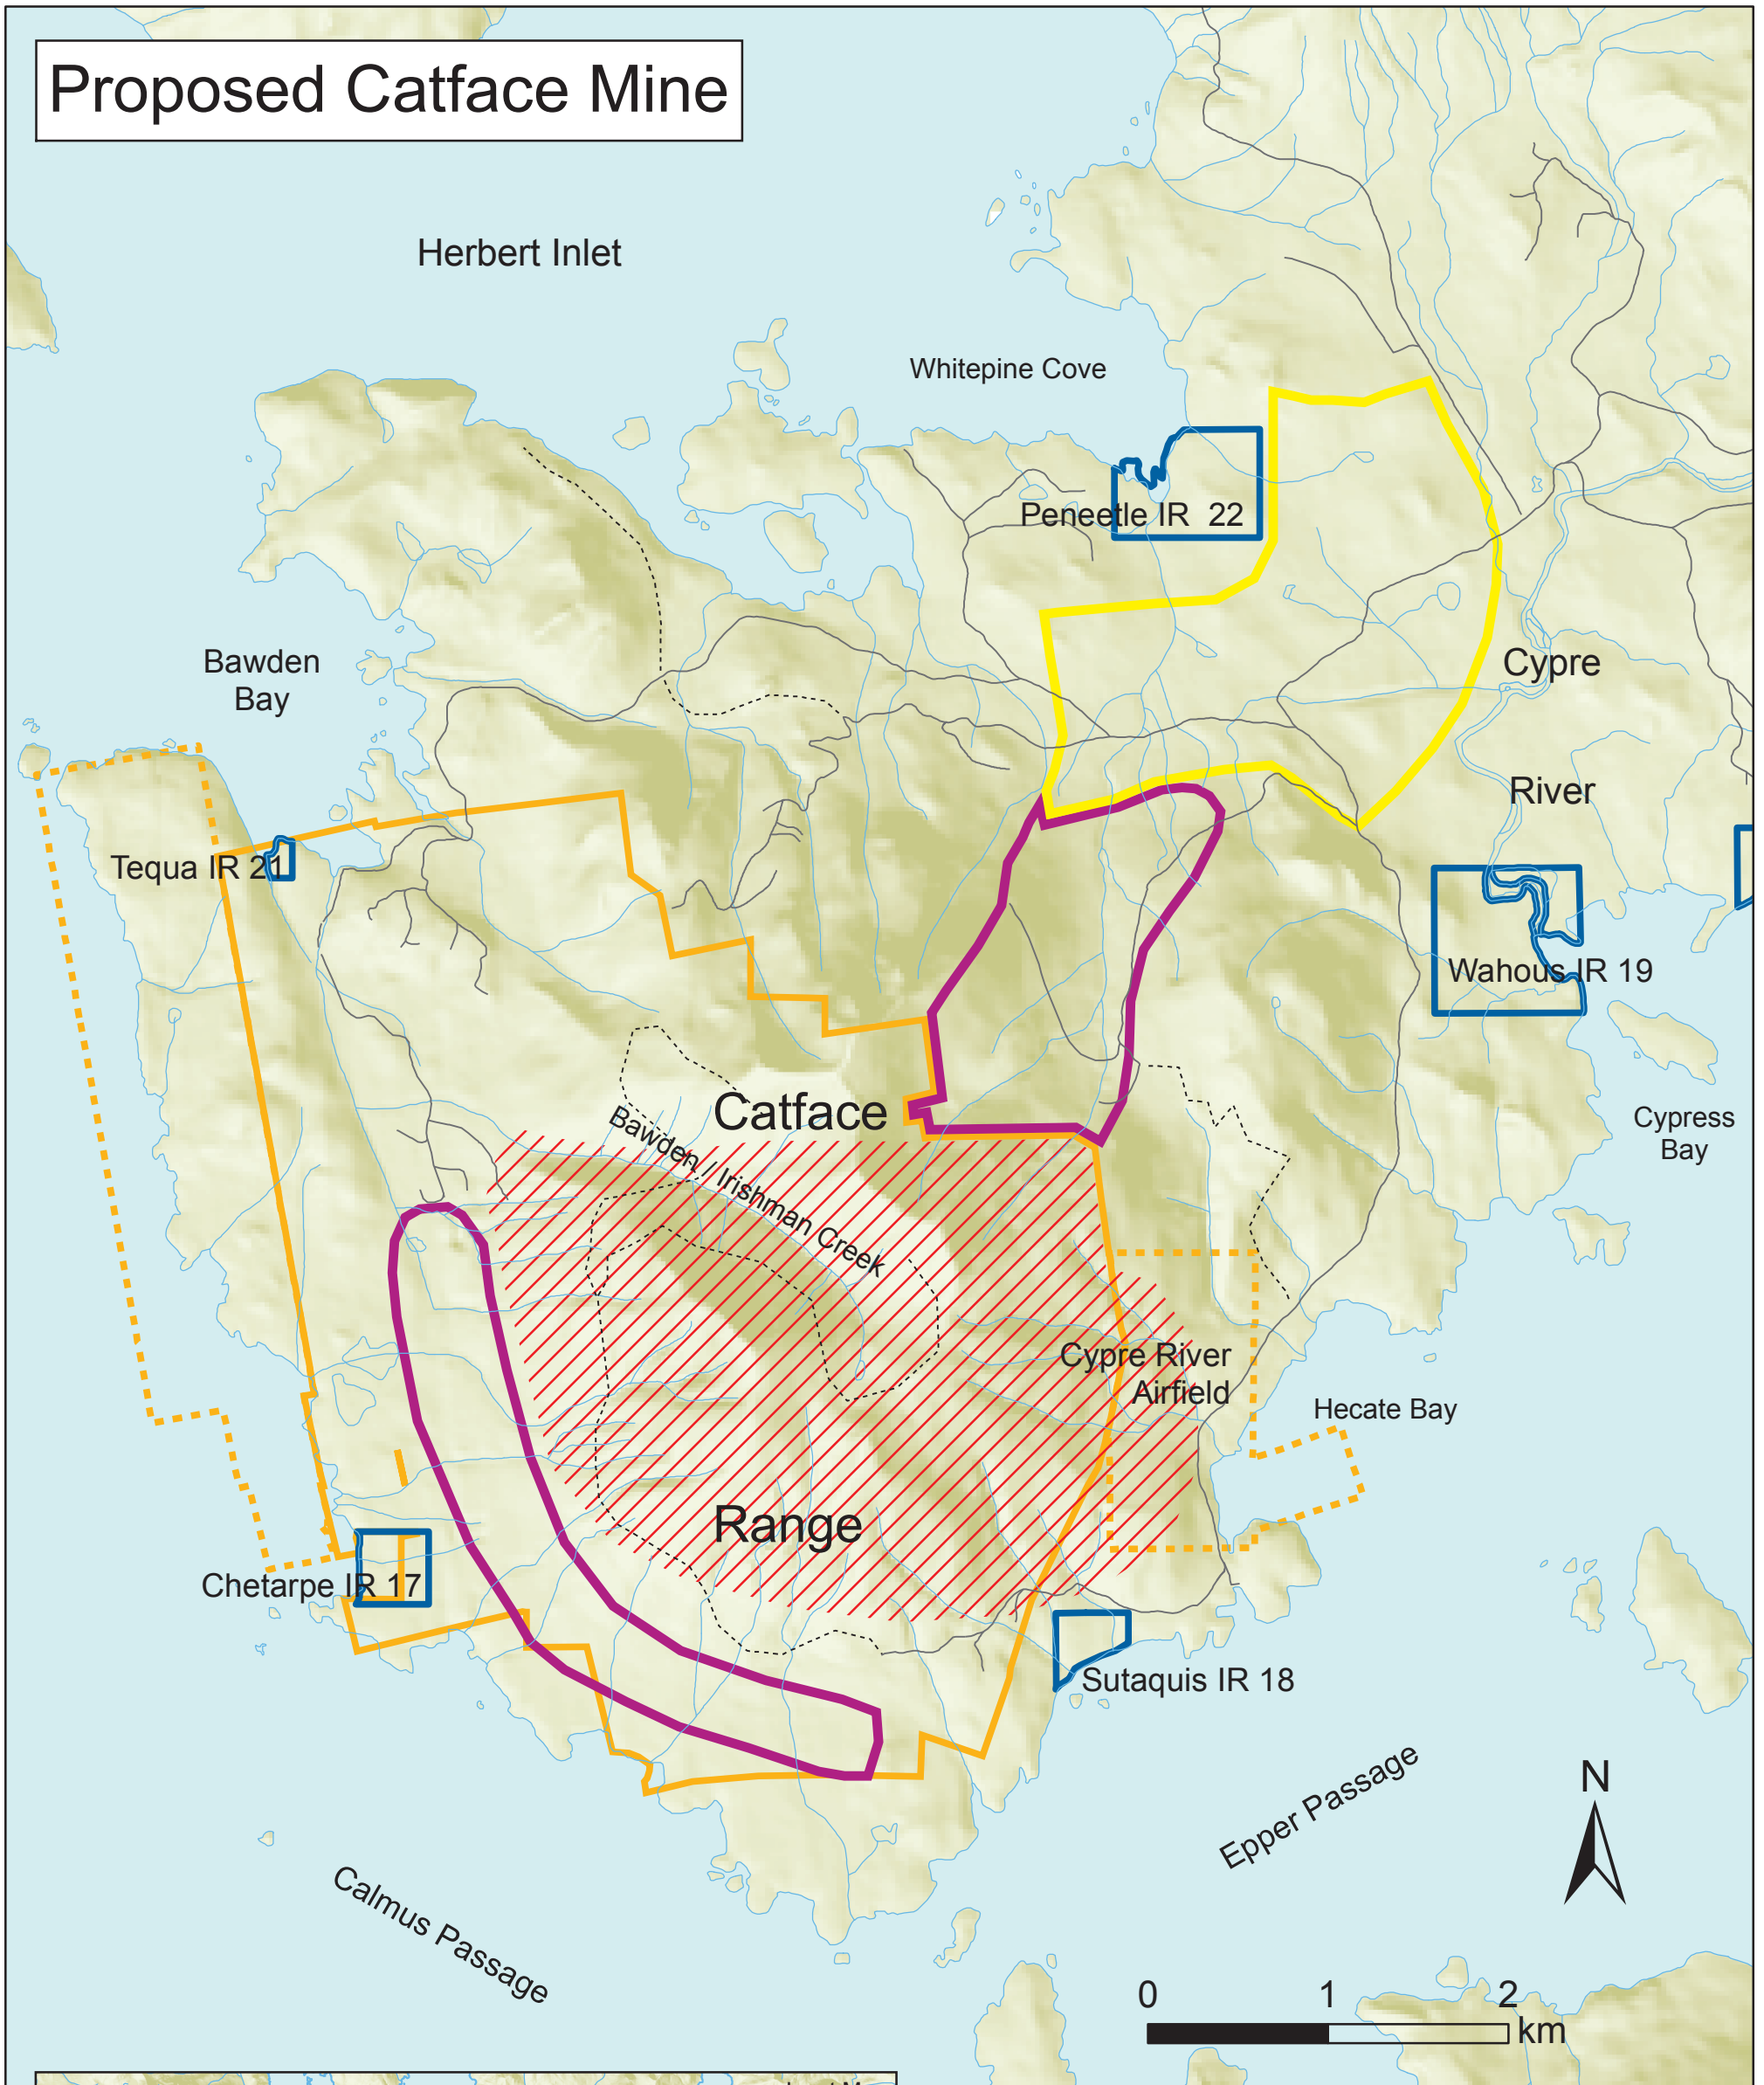 Proposed Catface Mine
Herbert Inlet
Whitepine Cove
Peneetle IR 22
Bawden
Bay
Cypre
River
Tequa IR 21
Wahous IR 19
Catface
Bawden / Irishman Creek
Cypress
Bay
Cypre River
Airfield
Hecate Bay
Range
Chetarpe IR 17
Sutaquis IR 18
Epper Passage
N
Calmus Passage
0 1 2
km